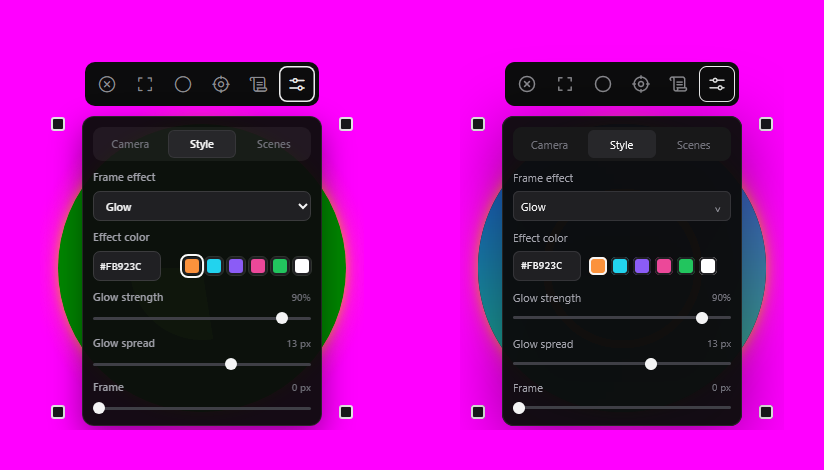 Camera Style Scenes
Frame effect
Glow
Effect color
#FB923C
Glow strength 90%
Glow spread 13 px
Frame 0 px
Camera Style Scenes
Frame effect
Glow
Effect color
#FB923C
Glow strength 90%
Glow spread 13 px
Frame 0 px